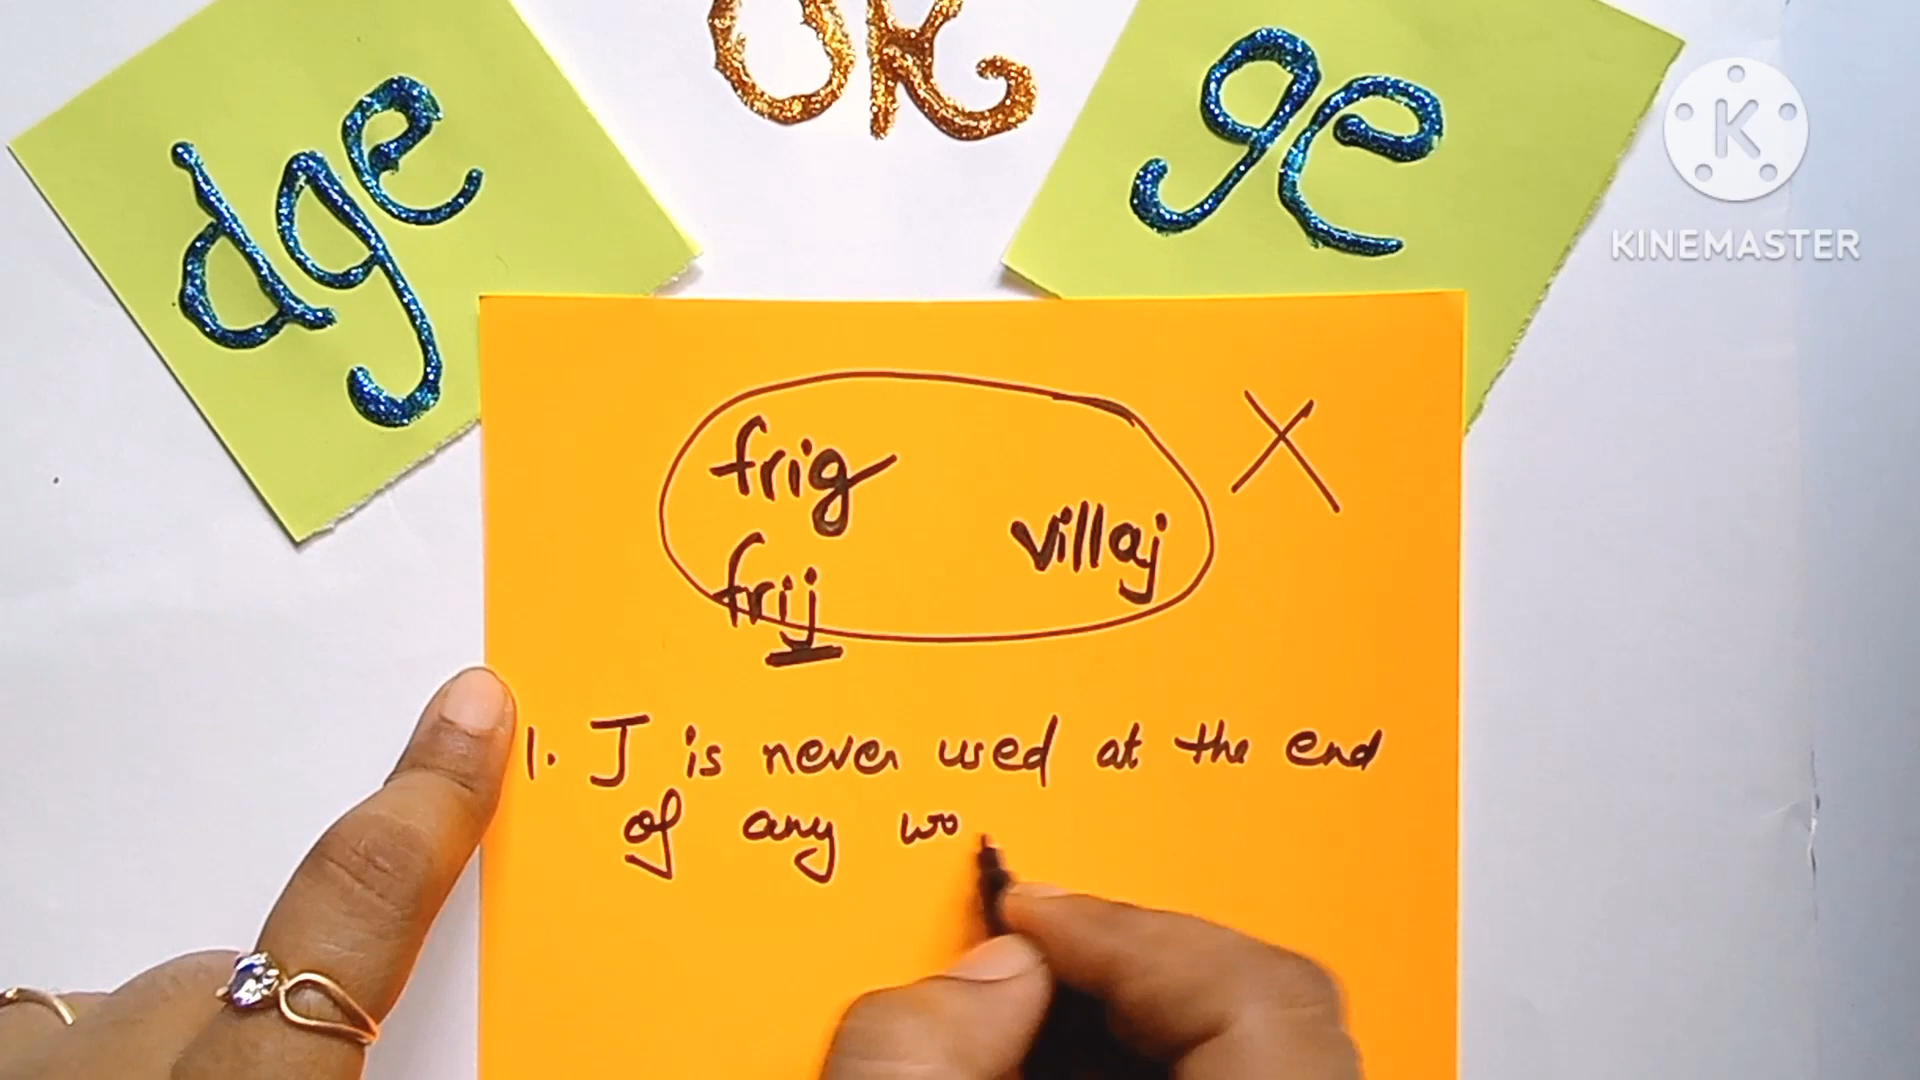 dge
OR
ge
K
KINEMASTER
frig
frij
villaj
X
1. J is never used at the end
of any wo